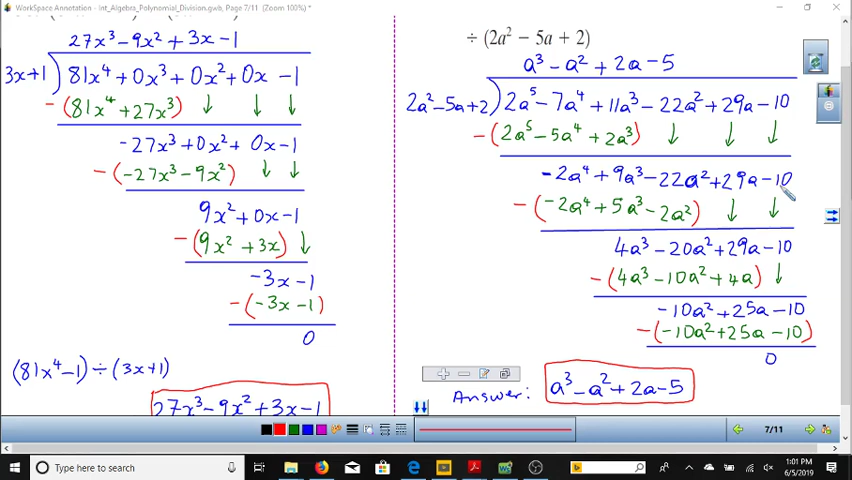 WorkSpace Annotation - Int_Algebra_Polynomial_Division.pdf* Page 7/11 (Zoom 100%) *
27x³ - 9x² + 3x - 1
3x+1) 81x⁴ + 0x³ + 0x² + 0x - 1
-(81x⁴ + 27x³) ↓ ↓ ↓
-27x³ + 0x² + 0x - 1
-(-27x³ - 9x²) ↓ ↓
9x² + 0x - 1
-(9x² + 3x) ↓
-3x - 1
-(-3x - 1)
0
(81x⁴ - 1) ÷ (3x+1)
27x³ - 9x² + 3x - 1
÷ (2a² − 5a + 2)
a³ - a² + 2a - 5
2a² - 5a + 2) 2a⁵ - 7a⁴ + 11a³ - 22a² + 29a - 10
-(2a⁵ - 5a⁴ + 2a³) ↓ ↓ ↓
-2a⁴ + 9a³ - 22a² + 29a - 10
-(-2a⁴ + 5a³ - 2a²) ↓ ↓
4a³ - 20a² + 29a - 10
-(4a³ - 10a² + 4a) ↓
-10a² + 25a - 10
-(-10a² + 25a - 10)
0
Answer: a³ - a² + 2a - 5
7/11
Type here to search
1:01 PM
6/5/2019